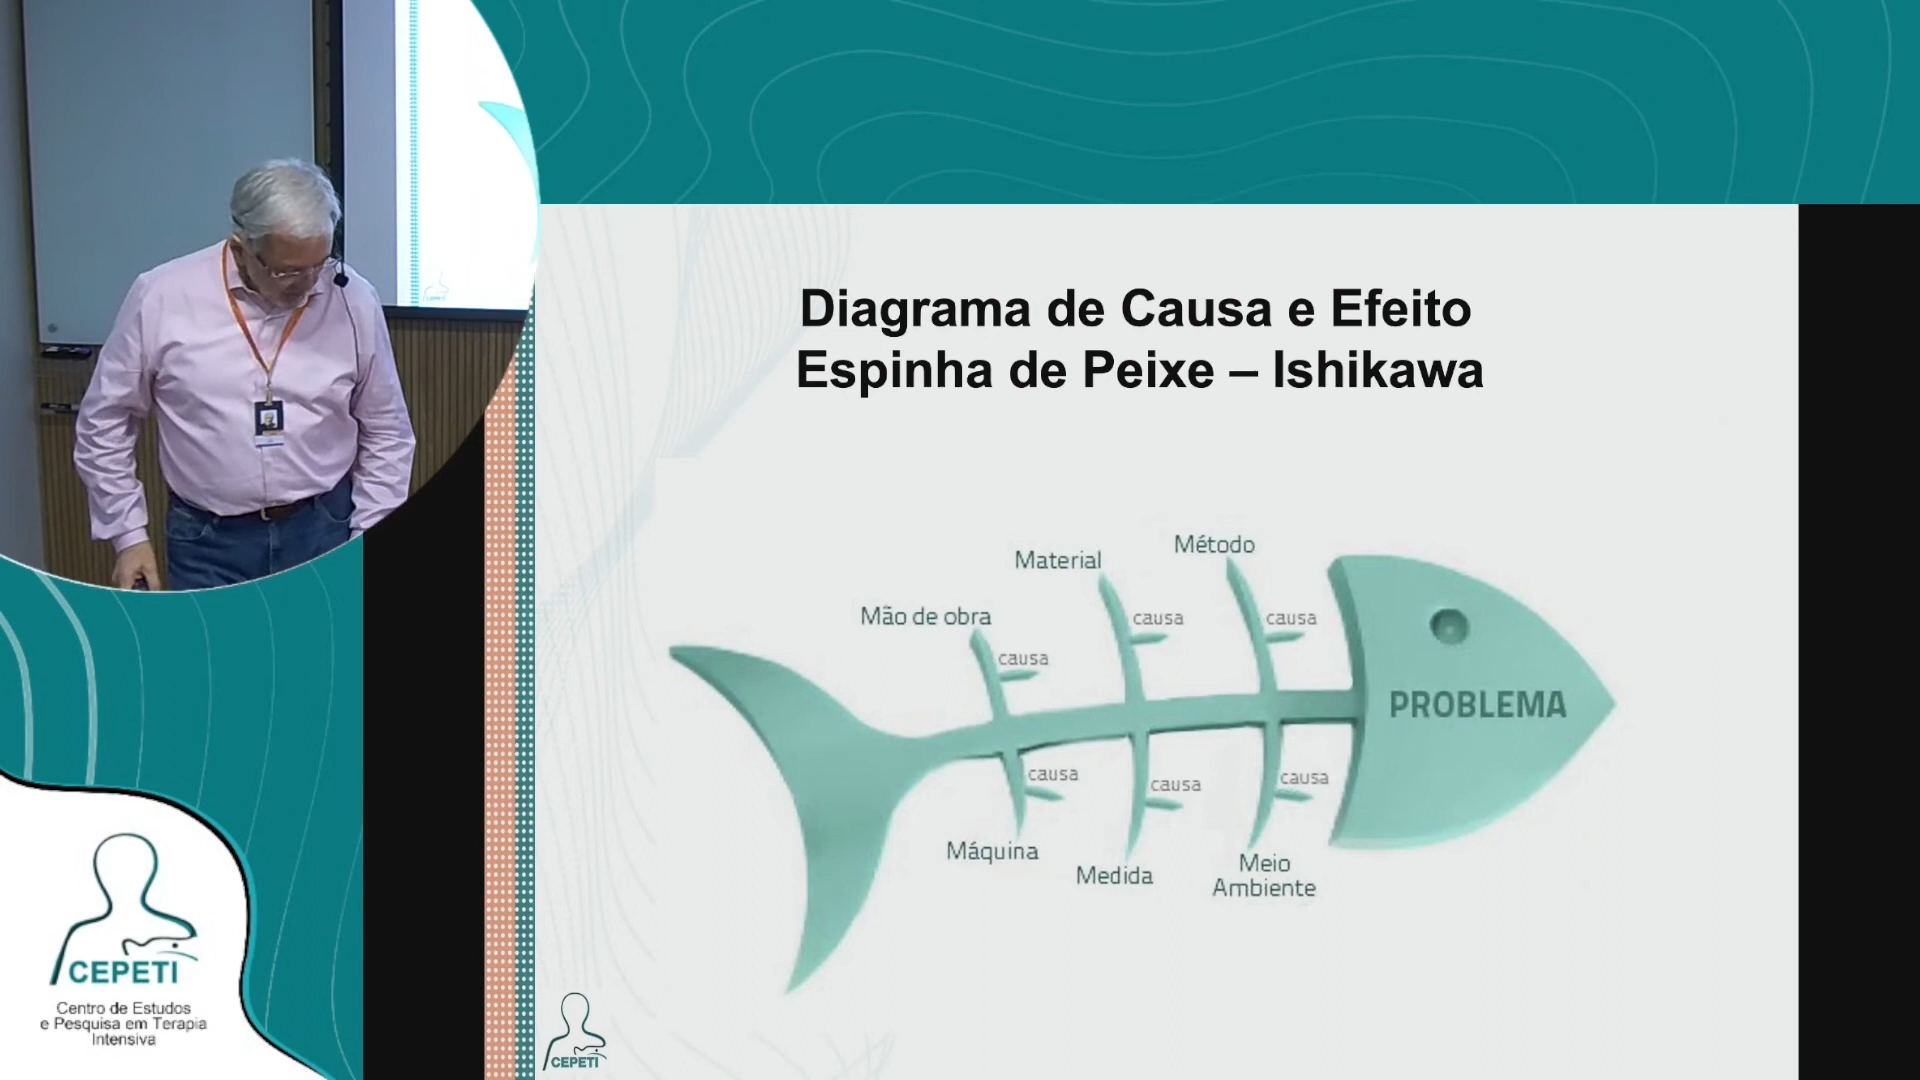 Diagrama de Causa e Efeito
Espinha de Peixe – Ishikawa
Método
Material
Mão de obra
causa
causa
causa
PROBLEMA
causa
causa
causa
Máquina
Medida
Meio
Ambiente
CEPETI
Centro de Estudos
e Pesquisa em Terapia
Intensiva
CEPETI